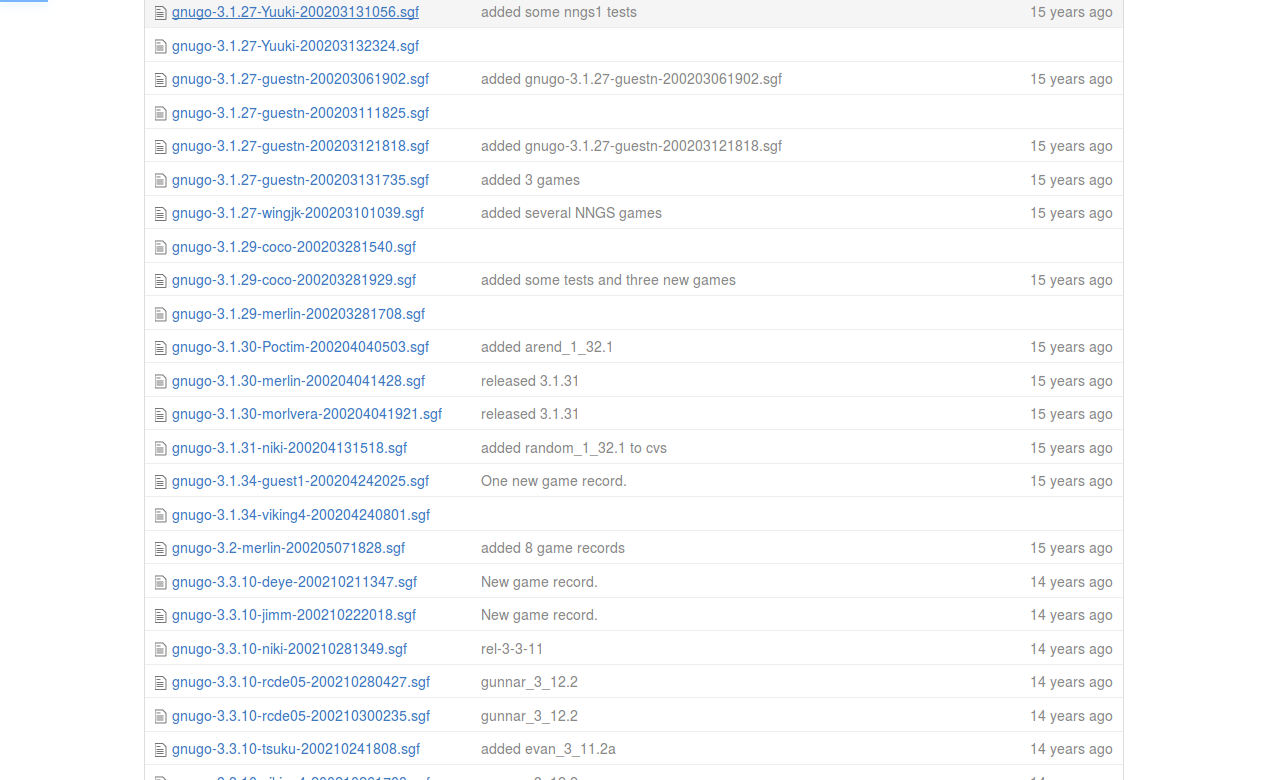 gnugo-3.1.27-Yuuki-200203131056.sgf added some nngs1 tests 15 years ago
gnugo-3.1.27-Yuuki-200203132324.sgf
gnugo-3.1.27-guestn-200203061902.sgf added gnugo-3.1.27-guestn-200203061902.sgf 15 years ago
gnugo-3.1.27-guestn-200203111825.sgf
gnugo-3.1.27-guestn-200203121818.sgf added gnugo-3.1.27-guestn-200203121818.sgf 15 years ago
gnugo-3.1.27-guestn-200203131735.sgf added 3 games 15 years ago
gnugo-3.1.27-wingjk-200203101039.sgf added several NNGS games 15 years ago
gnugo-3.1.29-coco-200203281540.sgf
gnugo-3.1.29-coco-200203281929.sgf added some tests and three new games 15 years ago
gnugo-3.1.29-merlin-200203281708.sgf
gnugo-3.1.30-Poctim-200204040503.sgf added arend_1_32.1 15 years ago
gnugo-3.1.30-merlin-200204041428.sgf released 3.1.31 15 years ago
gnugo-3.1.30-morlvera-200204041921.sgf released 3.1.31 15 years ago
gnugo-3.1.31-niki-200204131518.sgf added random_1_32.1 to cvs 15 years ago
gnugo-3.1.34-guest1-200204242025.sgf One new game record. 15 years ago
gnugo-3.1.34-viking4-200204240801.sgf
gnugo-3.2-merlin-200205071828.sgf added 8 game records 15 years ago
gnugo-3.3.10-deye-200210211347.sgf New game record. 14 years ago
gnugo-3.3.10-jimm-200210222018.sgf New game record. 14 years ago
gnugo-3.3.10-niki-200210281349.sgf rel-3-3-11 14 years ago
gnugo-3.3.10-rcde05-200210280427.sgf gunnar_3_12.2 14 years ago
gnugo-3.3.10-rcde05-200210300235.sgf gunnar_3_12.2 14 years ago
gnugo-3.3.10-tsuku-200210241808.sgf added evan_3_11.2a 14 years ago